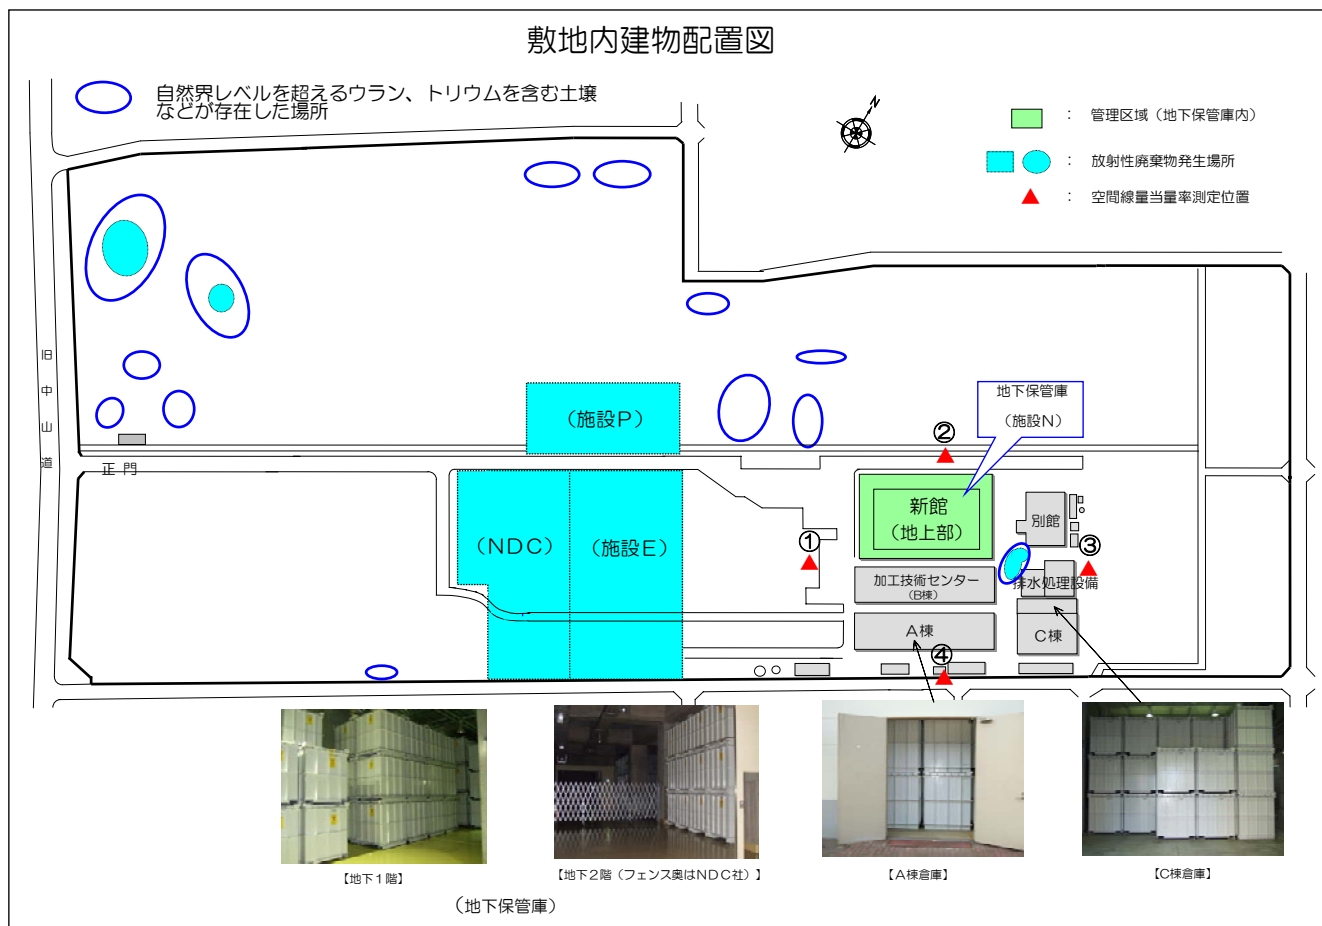 敷地内建物配置図
自然界レベルを超えるウラン、トリウムを含む土壌
などが存在した場所
N
： 管理区域（地下保管庫内）
： 放射性廃棄物発生場所
： 空間線量当量率測定位置
旧中山道
正門
（施設P）
（NDC）
（施設E）
地下保管庫
（施設N）
②
新館
（地上部）
別館
①
③
加工技術センター
（B棟）
排水処理設備
A棟
C棟
④
【地下1階】
【地下2階（フェンス奥はNDC社）】
【A棟倉庫】
【C棟倉庫】
（地下保管庫）